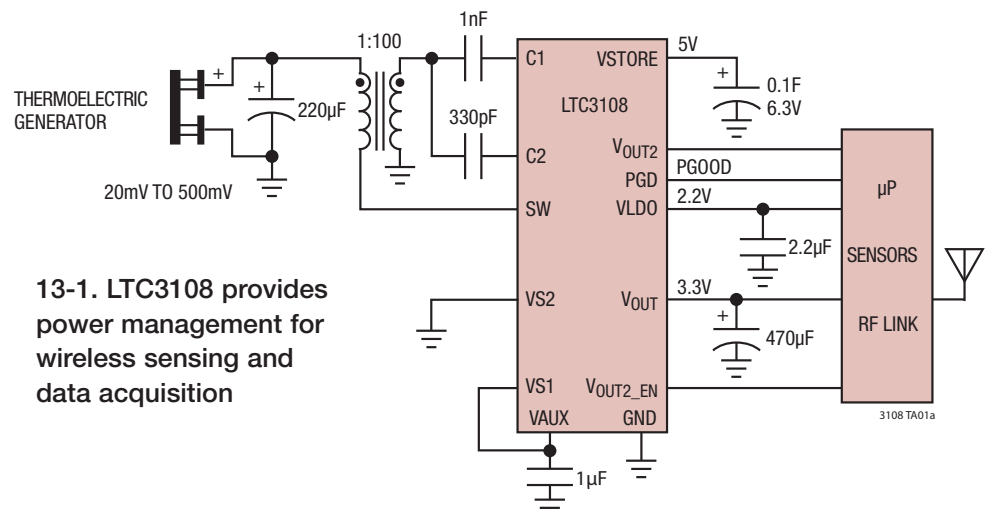 1nF
1:100
C1
VSTORE
5V
+
+
+
0.1F
6.3V
THERMOELECTRIC
GENERATOR
220µF
330pF
LTC3108
C2
VOUT2
PGD
PGOOD
µP
20mV TO 500mV
SW
VLDO
2.2V
2.2µF
SENSORS
13-1. LTC3108 provides
power management for
wireless sensing and
data acquisition
VS2
VOUT
3.3V
+
470µF
RF LINK
VS1
VOUT2_EN
VAUX
GND
3108 TA01a
1µF